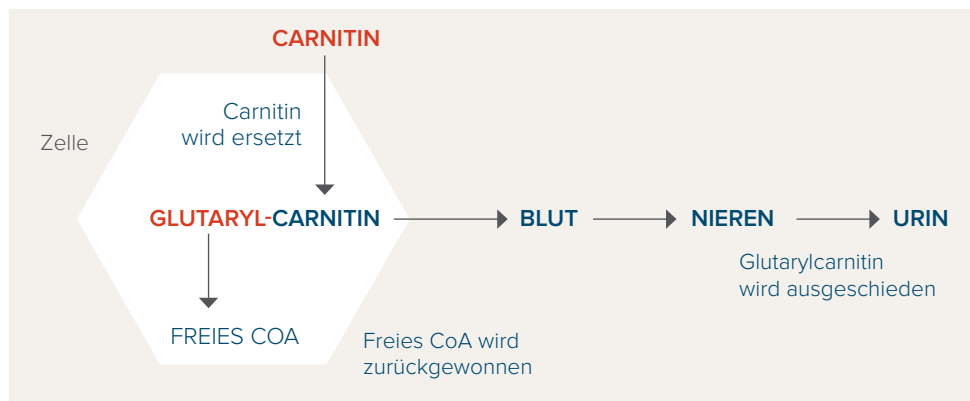 CARNITIN
Carnitin
wird ersetzt
Zelle
GLUTARYL-CARNITIN
BLUT
NIEREN
URIN
Glutarylcarnitin
wird ausgeschieden
FREIES COA
Freies CoA wird
zurückgewonnen